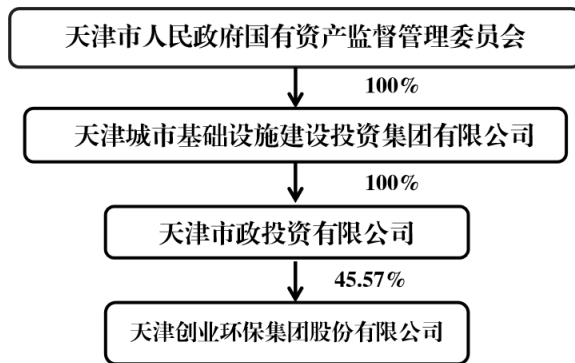 天津市人民政府国有资产监督管理委员会
100%
天津城市基础设施建设投资集团有限公司
100%
天津市政投资有限公司
45.57%
天津创业环保集团股份有限公司